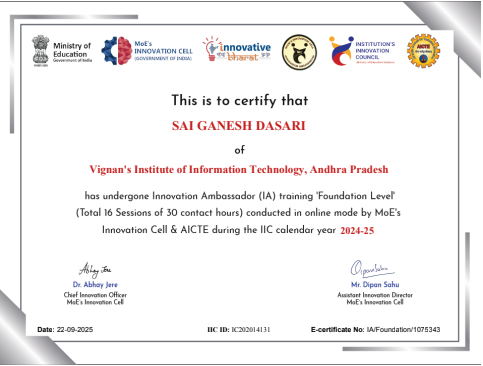 Ministry of
Education
Government of India
MoE's
INNOVATION CELL
(GOVERNMENT OF INDIA)
innovative
INSTITUTION'S
INNOVATION
COUNCIL
AICTE
This is to certify that
SAI GANESH DASARI
of
Vignan's Institute of Information Technology, Andhra Pradesh
has undergone Innovation Ambassador (IA) training 'Foundation Level'
(Total 16 Sessions of 30 contact hours) conducted in online mode by MoE's
Innovation Cell & AICTE during the IIC calendar year 2024-25
Dr. Abhay Jere
Chief Innovation Officer
MoE's Innovation Cell
Mr. Dipan Sahu
Assistant Innovation Director
MoE's Innovation Cell
Date: 22-09-2025
IIC ID: IC202014131
E-certificate No: IA/Foundation/1075343